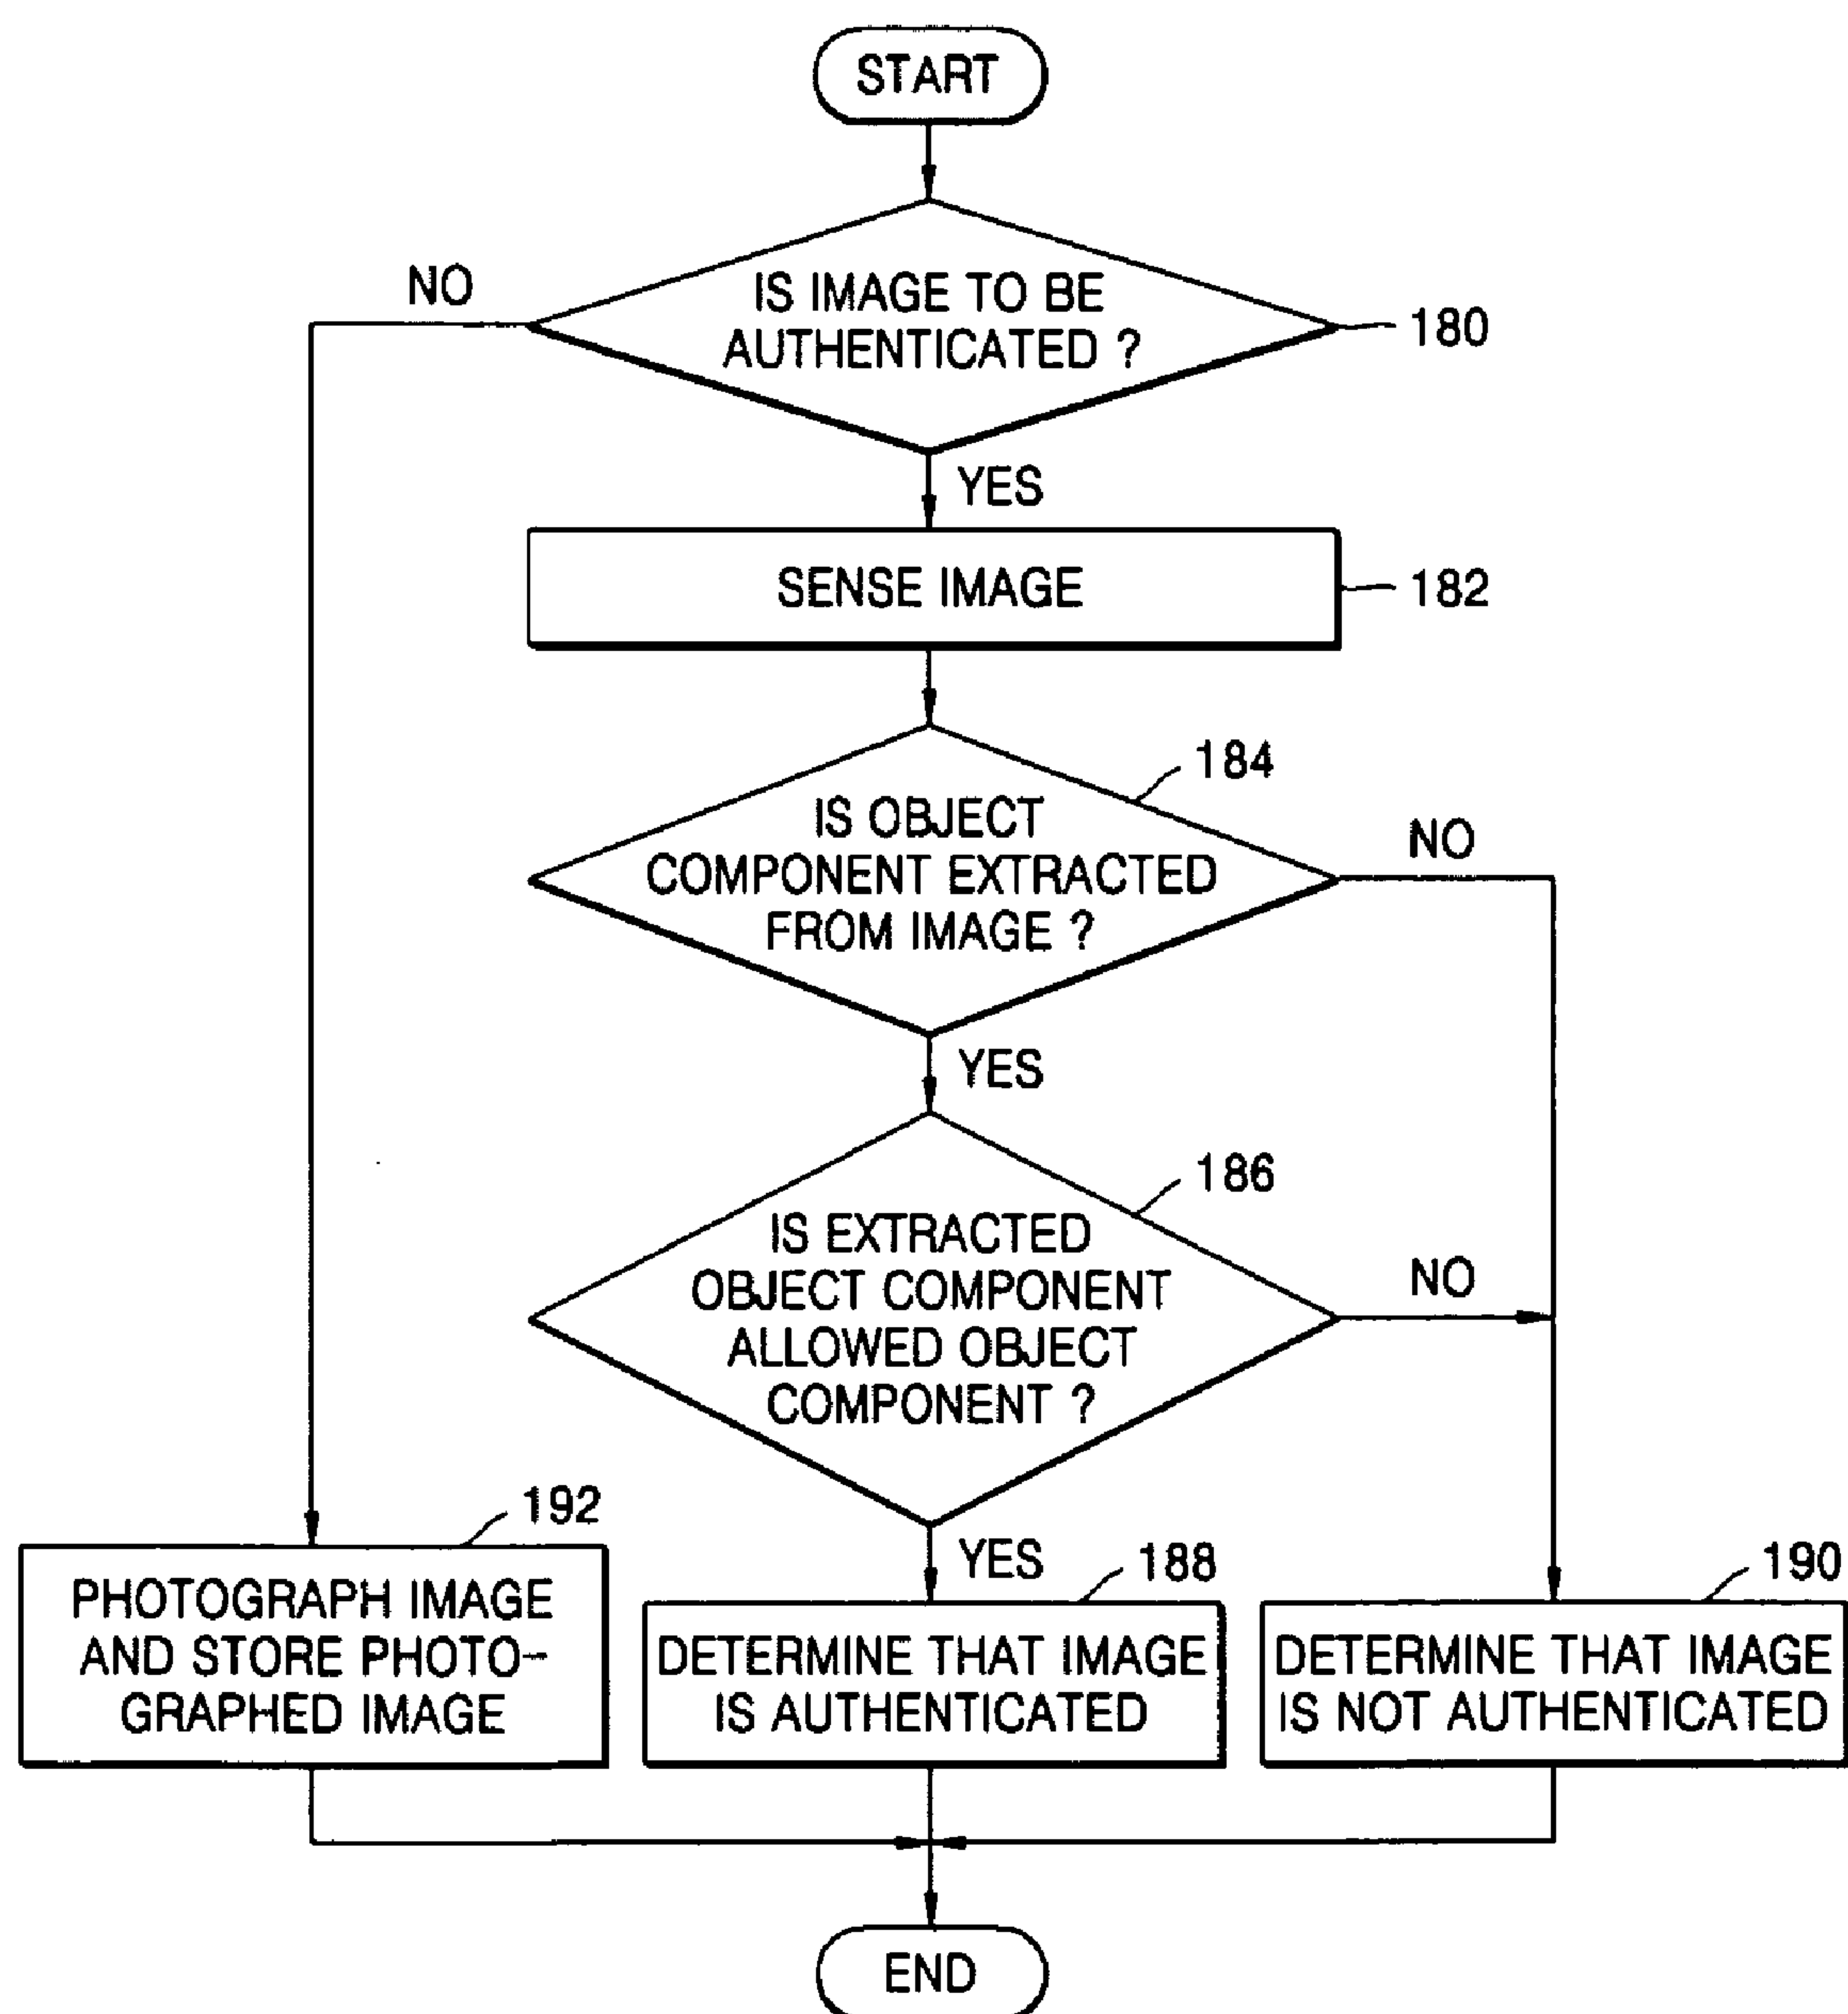 START
NO
IS IMAGE TO BE
AUTHENTICATED ?
180
YES
SENSE IMAGE
182
184
IS OBJECT
COMPONENT EXTRACTED
FROM IMAGE ?
NO
YES
186
IS EXTRACTED
OBJECT COMPONENT
ALLOWED OBJECT
COMPONENT ?
NO
192
YES
188
190
PHOTOGRAPH IMAGE
AND STORE PHOTO-
GRAPHED IMAGE
DETERMINE THAT IMAGE
IS AUTHENTICATED
DETERMINE THAT IMAGE
IS NOT AUTHENTICATED
END